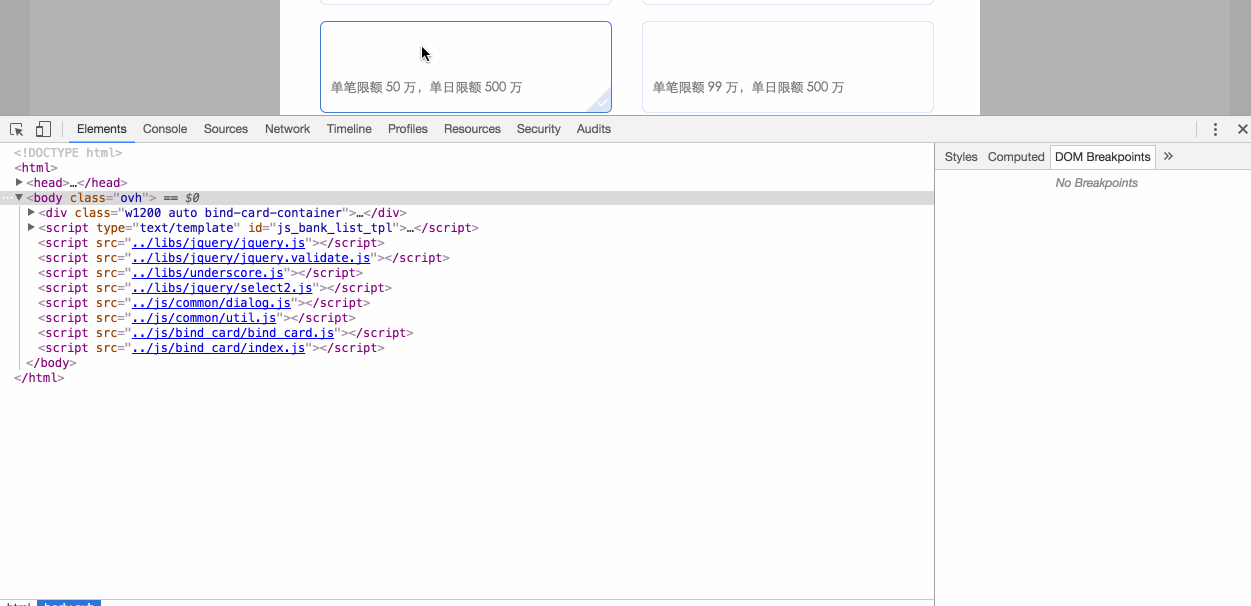 单笔限额 50 万，单日限额 500 万
单笔限额 99 万，单日限额 500 万
Elements Console Sources Network Timeline Profiles Resources Security Audits
<!DOCTYPE html>
<html>
<head>…</head>
<body class="ovh"> == $0
<div class="w1200 auto bind-card-container">…</div>
<script type="text/template" id="js_bank_list_tpl">…</script>
<script src="../libs/jquery/jquery.js"></script>
<script src="../libs/jquery/jquery.validate.js"></script>
<script src="../libs/underscore.js"></script>
<script src="../libs/jquery/select2.js"></script>
<script src="../js/common/dialog.js"></script>
<script src="../js/common/util.js"></script>
<script src="../js/bind_card/bind_card.js"></script>
<script src="../js/bind_card/index.js"></script>
</body>
</html>
Styles Computed DOM Breakpoints »
No Breakpoints
html body.ovh